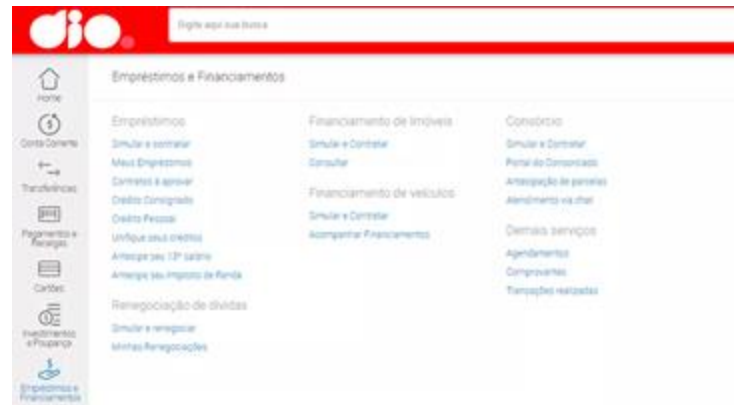 dio.
Digite aqui sua busca
Home
Conta Corrente
Transferências
Pagamentos e
Recargas
Cartões
Investimentos
e Poupança
Empréstimos e
Financiamentos
Empréstimos e Financiamentos
Empréstimos
Simular e contratar
Meus Empréstimos
Contratos a aprovar
Crédito Consignado
Crédito Pessoal
Unifique seus créditos
Antecipe seu 13º salário
Antecipe seu Imposto de Renda
Renegociação de dívidas
Simular e renegociar
Minhas Renegociações
Financiamento de Imóveis
Simular e Contratar
Consultar
Financiamento de veículos
Simular e Contratar
Acompanhar Financiamentos
Consórcio
Simular e Contratar
Portal do Consorciado
Antecipação de parcelas
Atendimento via chat
Demais serviços
Agendamentos
Comprovantes
Transações realizadas